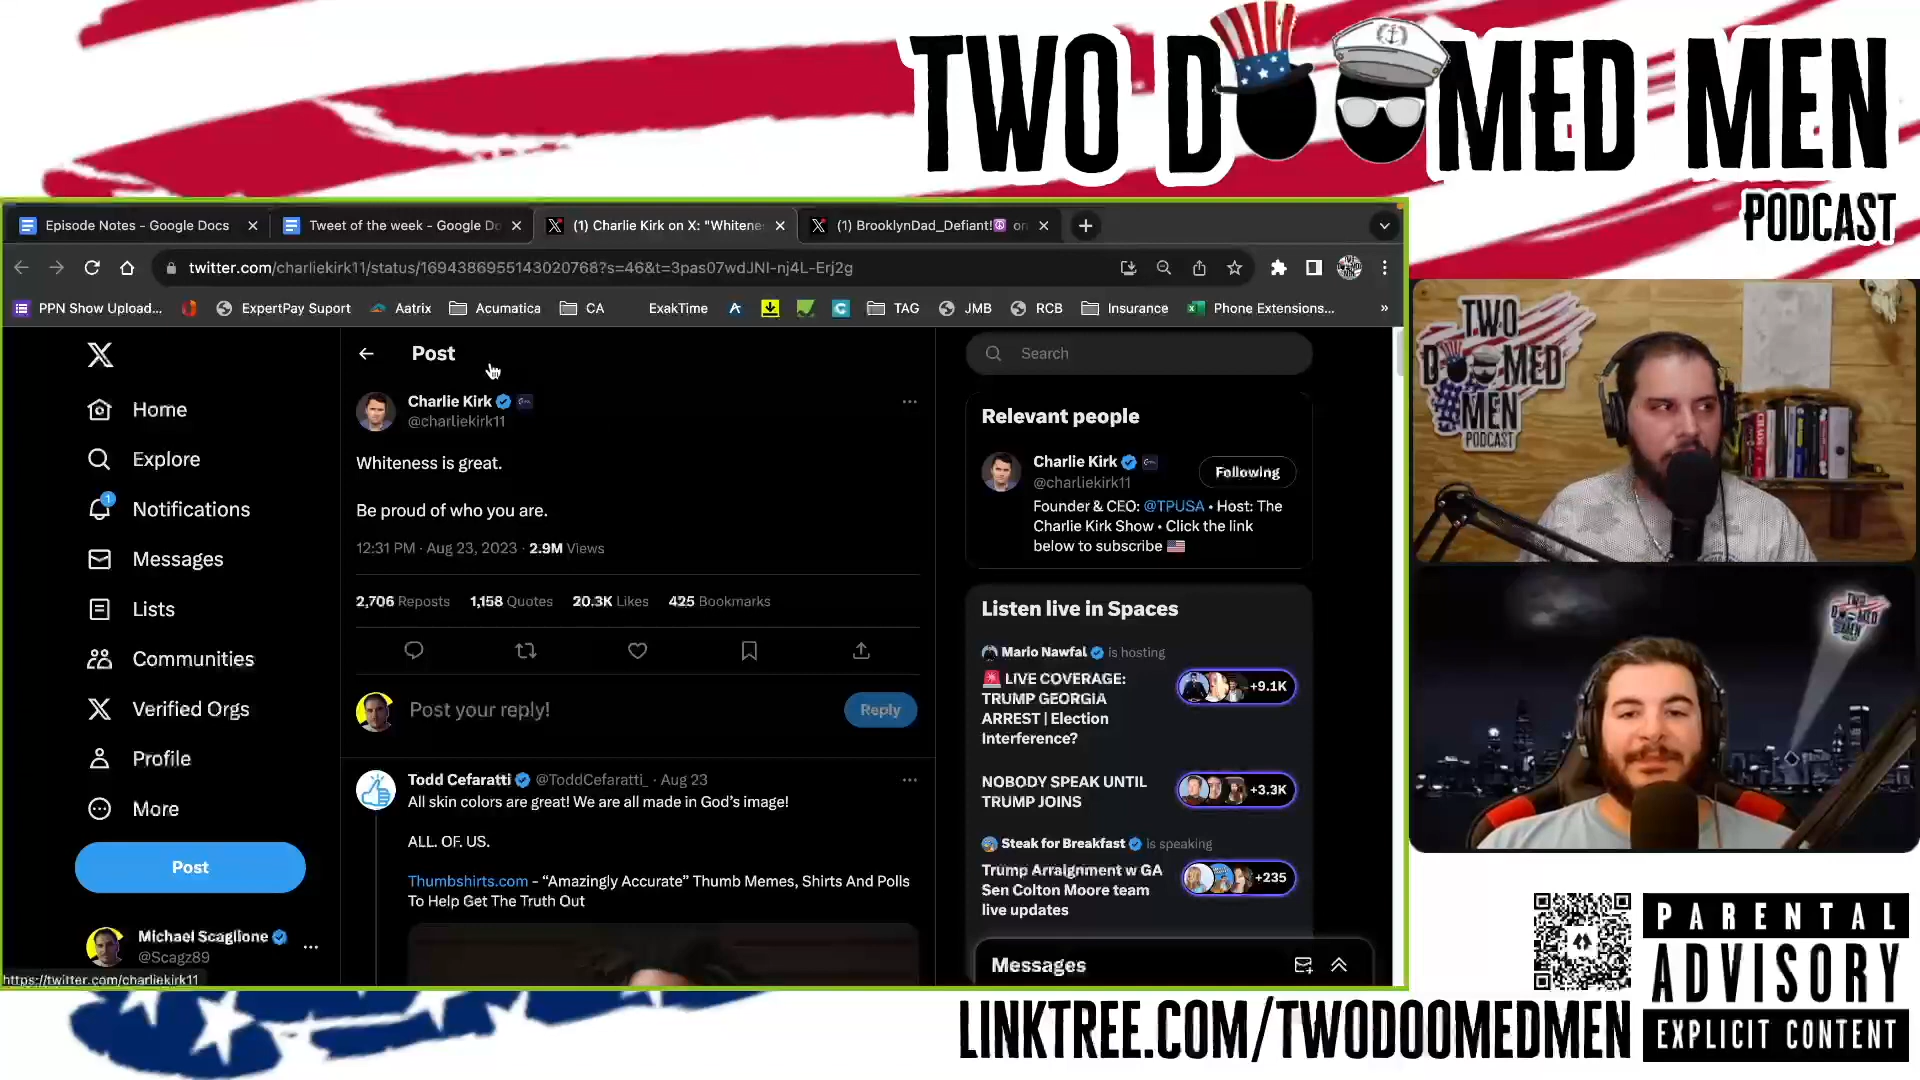 TWO DOOMED MEN
PODCAST
Episode Notes - Google Docs
Tweet of the week - Google Do
(1) Charlie Kirk on X: "Whitene
(1) BrooklynDad_Defiant!☮ on
twitter.com/charliekirk11/status/1694386955143020768?s=46&t=3pas07wdJNI-nj4L-Erj2g
PPN Show Upload...
ExpertPay Suport
Aatrix
Acumatica
CA
ExakTime
TAG
JMB
RCB
Insurance
Phone Extensions...
»
X
Home
Explore
1
Notifications
Messages
Lists
Communities
Verified Orgs
Profile
More
Post
Michael Scaglione
@Scagz89
https://twitter.com/charliekirk11
Post
Charlie Kirk
@charliekirk11
Whiteness is great.
Be proud of who you are.
12:31 PM · Aug 23, 2023 · 2.9M Views
2,706 Reposts 1,158 Quotes 20.3K Likes 425 Bookmarks
Post your reply!
Reply
Todd Cefaratti @ToddCefaratti_ · Aug 23
All skin colors are great! We are all made in God's image!
ALL. OF. US.
Thumbshirts.com - “Amazingly Accurate” Thumb Memes, Shirts And Polls
To Help Get The Truth Out
Search
Relevant people
Charlie Kirk
@charliekirk11
Following
Founder & CEO: @TPUSA • Host: The
Charlie Kirk Show • Click the link
below to subscribe 🇺🇸
Listen live in Spaces
Mario Nawfal is hosting
🚨 LIVE COVERAGE:
TRUMP GEORGIA
ARREST | Election
Interference?
+9.1K
NOBODY SPEAK UNTIL
TRUMP JOINS
+3.3K
Steak for Breakfast is speaking
Trump Arraignment w GA
Sen Colton Moore team
live updates
+235
Messages
TWO
DOOMED
MEN
PODCAST
TWO
DOOMED
MEN
LINKTREE.COM/TWODOOMEDMEN
PARENTAL
ADVISORY
EXPLICIT CONTENT